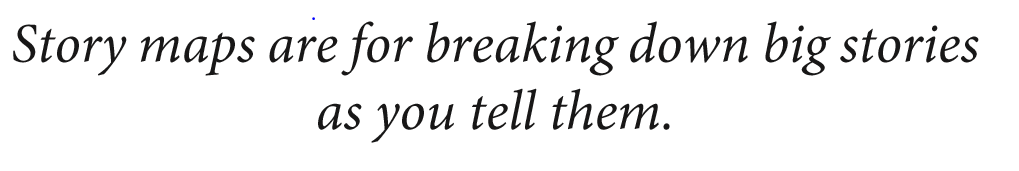 Story maps are for breaking down big stories
as you tell them.